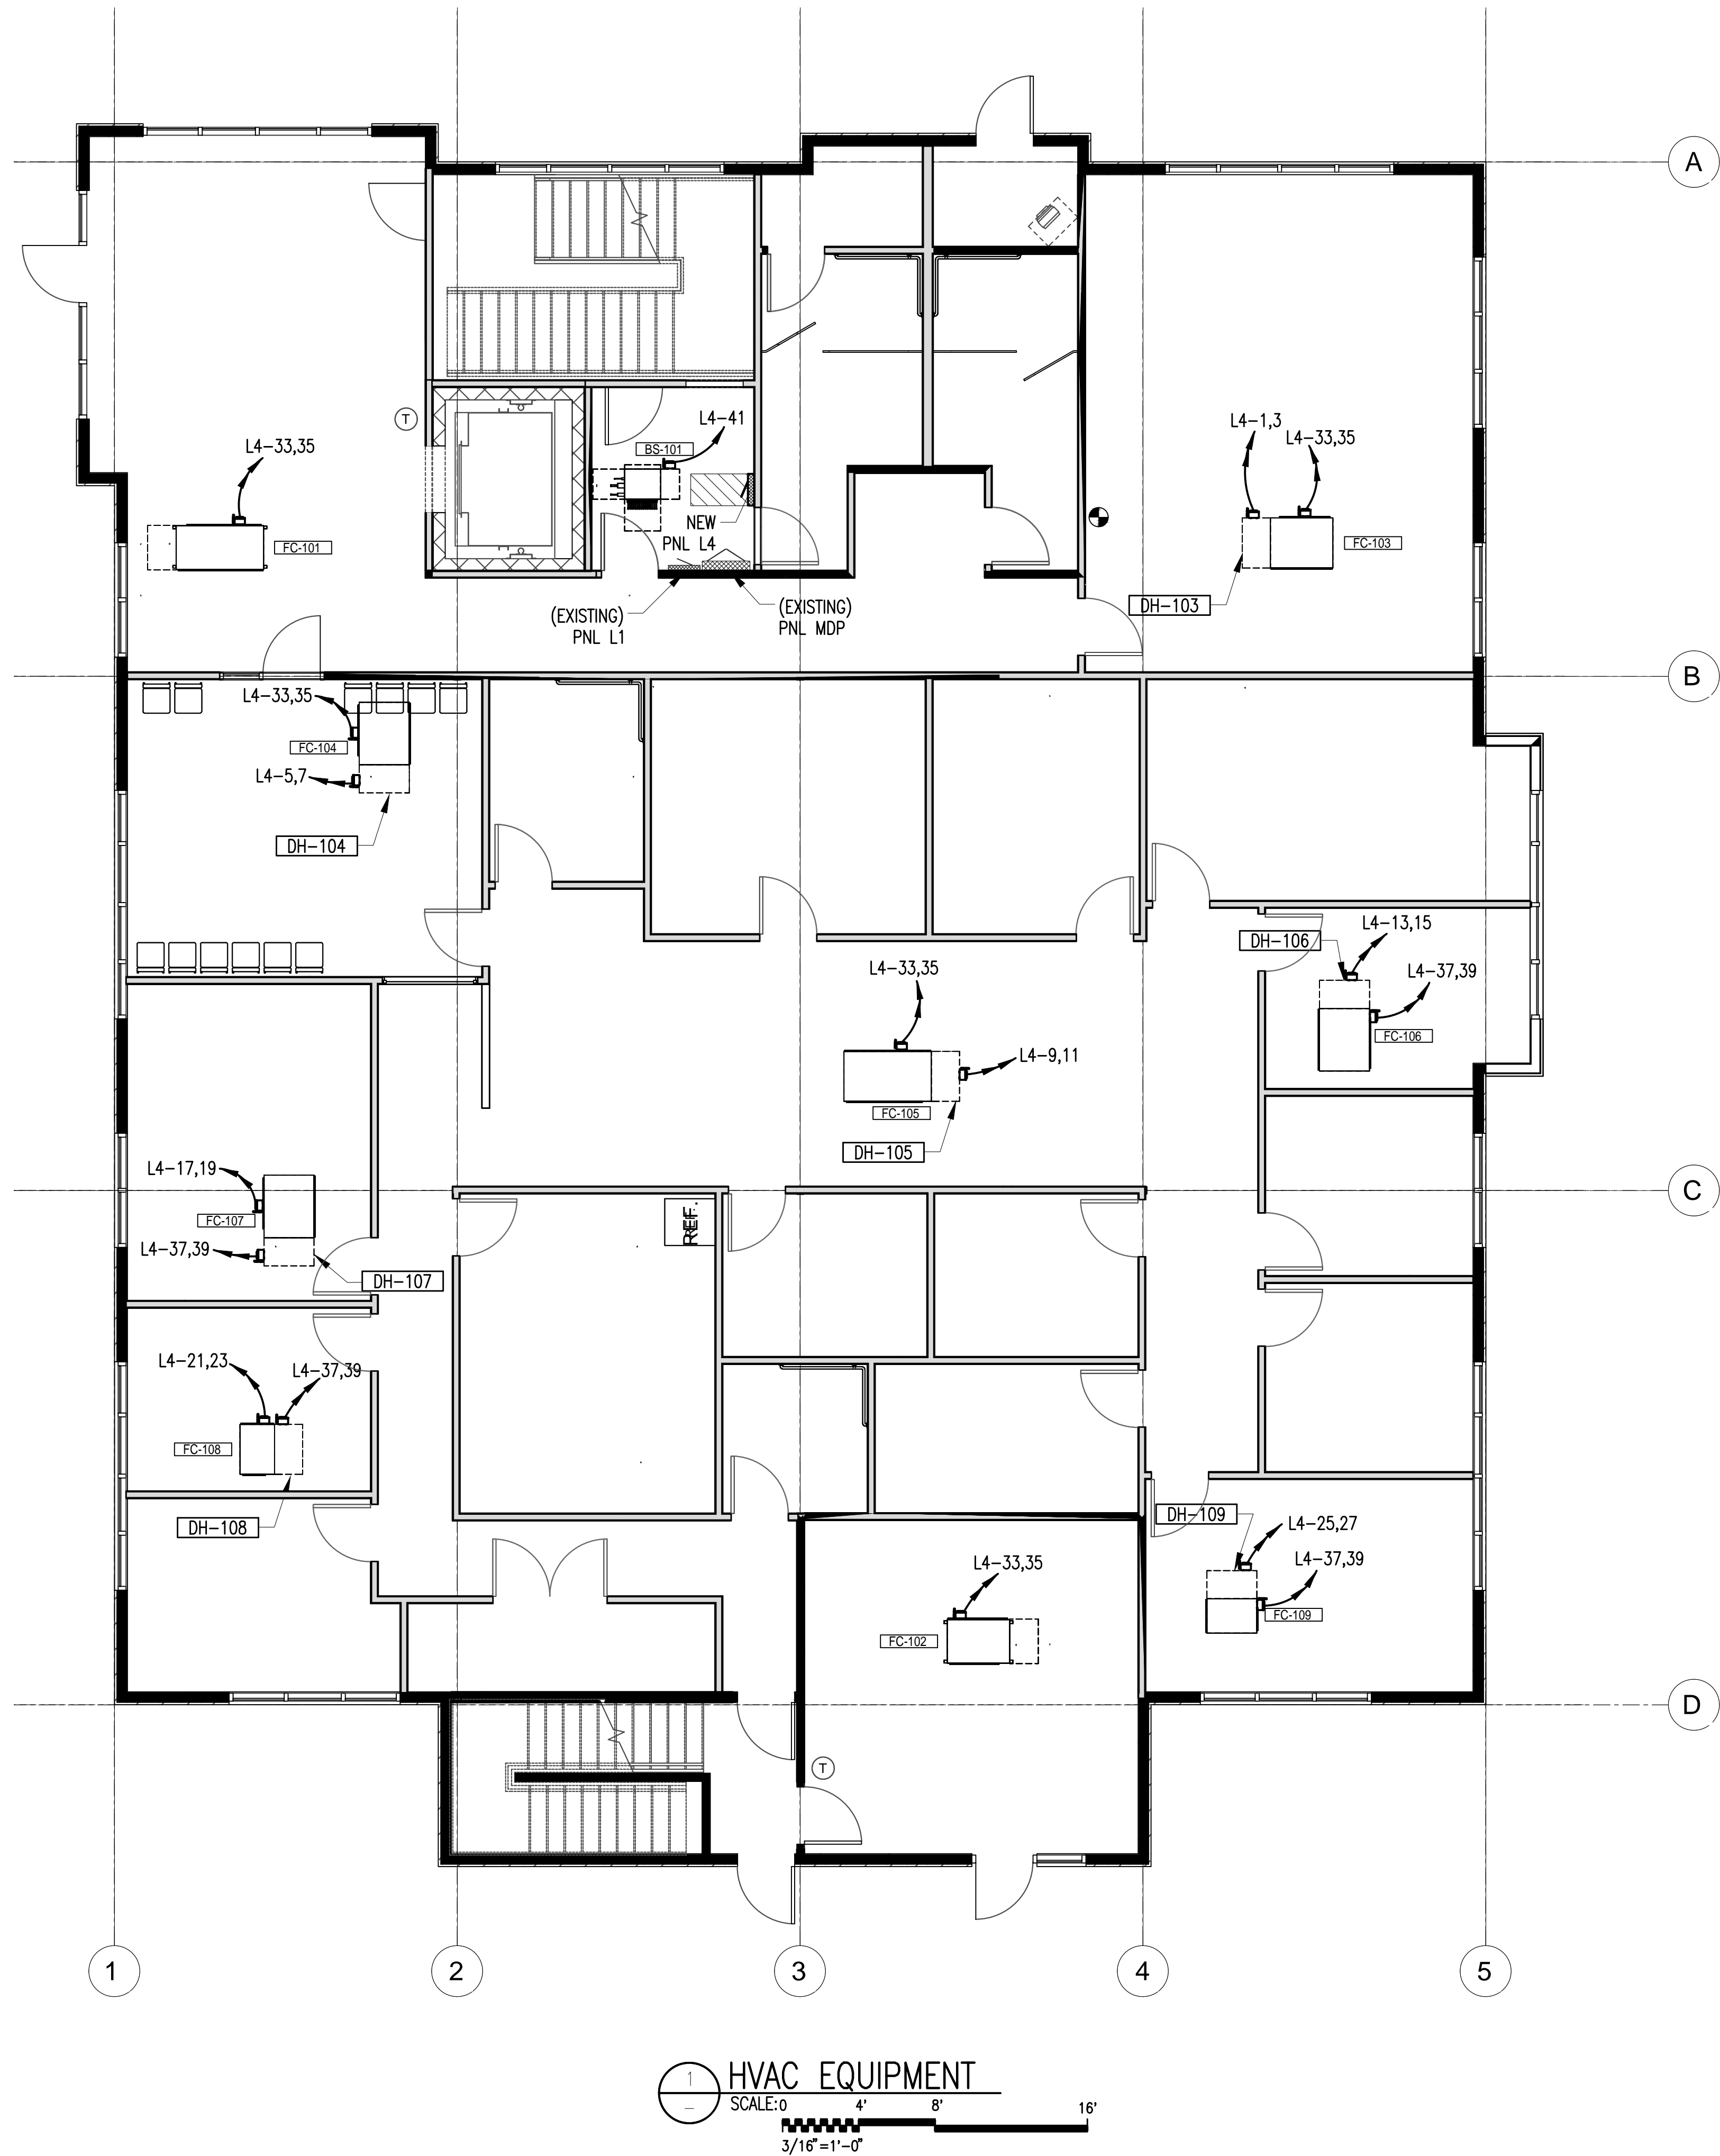 A
T
L4-41
BS-101
L4-33,35
FC-101
NEW
PNL L4
L4-1,3
L4-33,35
FC-103
DH-103
(EXISTING)
PNL L1
(EXISTING)
PNL MDP
B
L4-33,35
FC-104
L4-5,7
DH-104
L4-13,15
DH-106
L4-37,39
FC-106
L4-33,35
L4-9,11
FC-105
DH-105
L4-17,19
FC-107
L4-37,39
DH-107
REF.
C
L4-21,23
L4-37,39
FC-108
DH-108
DH-109
L4-25,27
L4-37,39
FC-109
L4-33,35
FC-102
D
T
1
2
3
4
5
1
HVAC EQUIPMENT
–
SCALE:0 4' 8' 16'
3/16"=1'-0"